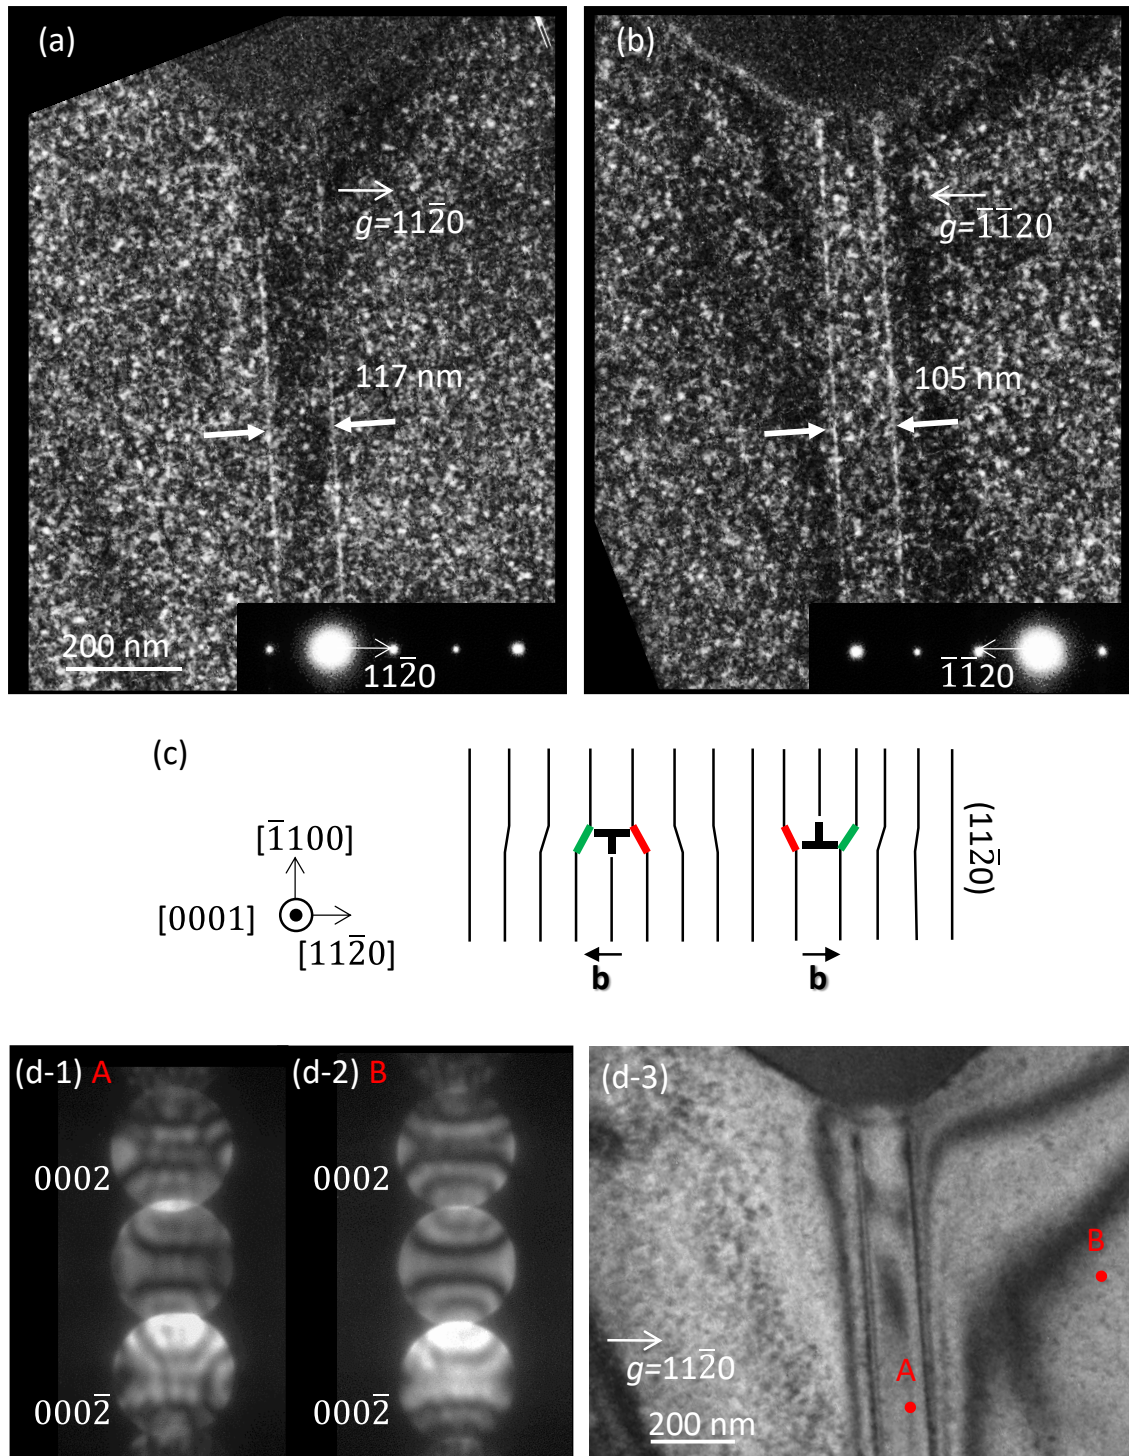 (a)
g=112̅0
117 nm
200 nm
112̅0
(b)
g=1̅1̅20
105 nm
1̅1̅20
(c)
[1̅100]
[0001]
[112̅0]
b
b
(112̅0)
(d-1) A
0002
0002̅
(d-2) B
0002
0002̅
(d-3)
B
A
g=112̅0
200 nm